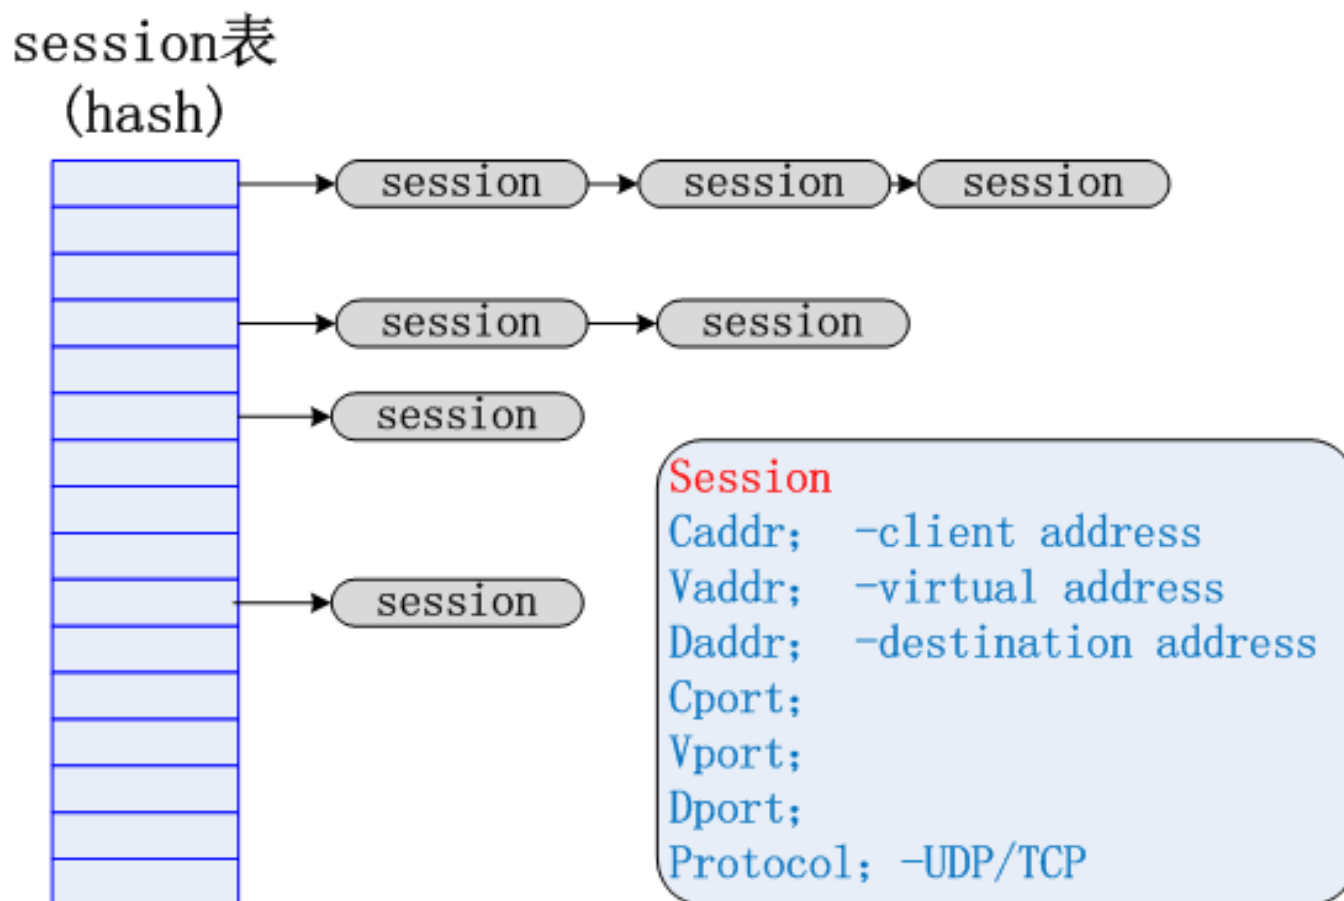 session表
(hash)
session session session
session session
session
session
Session
Caddr； -client address
Vaddr； -virtual address
Daddr； -destination address
Cport；
Vport；
Dport；
Protocol；-UDP/TCP